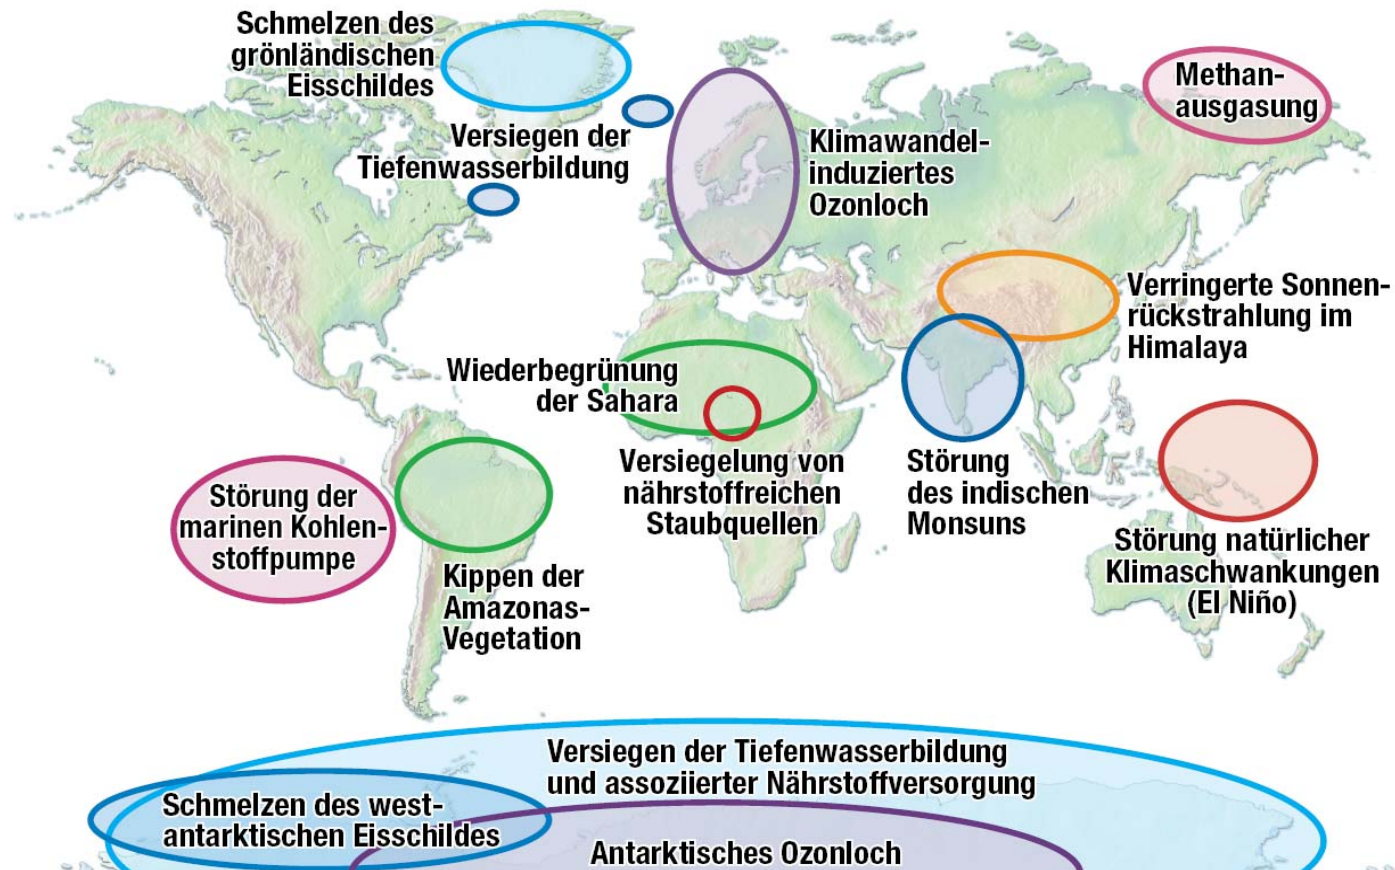 Schmelzen des
grönländischen
Eisschildes
Versiegen der
Tiefenwasserbildung
Klimawandel-
induziertes
Ozonloch
Methan-
ausgasung
Verringerte Sonnen-
rückstrahlung im
Himalaya
Wiederbegrünung
der Sahara
Versiegelung von
nährstoffreichen
Staubquellen
Störung
des indischen
Monsuns
Störung natürlicher
Klimaschwankungen
(El Niño)
Störung der
marinen Kohlen-
stoffpumpe
Kippen der
Amazonas-
Vegetation
Versiegen der Tiefenwasserbildung
und assoziierter Nährstoffversorgung
Schmelzen des west-
antarktischen Eisschildes
Antarktisches Ozonloch